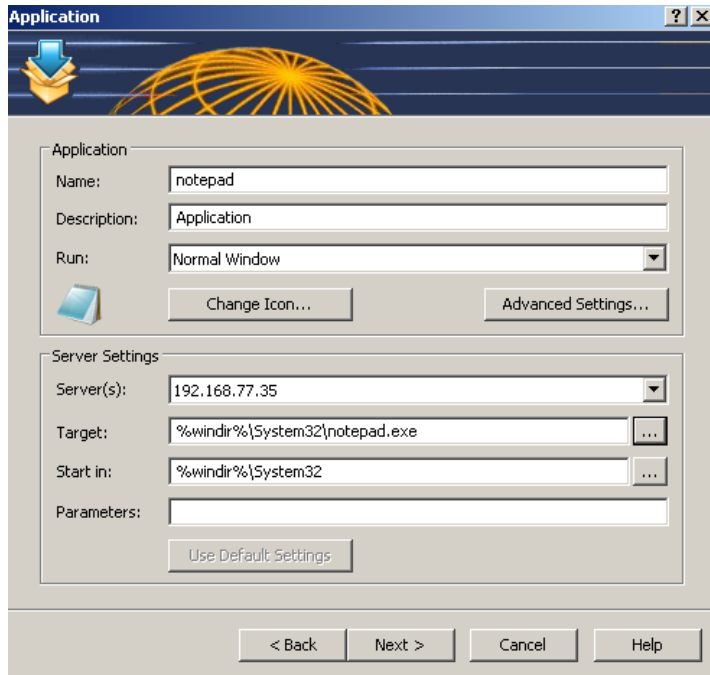 Application
Application
Name: notepad
Description: Application
Run: Normal Window
Change Icon... Advanced Settings...
Server Settings
Server(s): 192.168.77.35
Target: %windir%\System32\notepad.exe ...
Start in: %windir%\System32 ...
Parameters:
Use Default Settings
< Back Next > Cancel Help